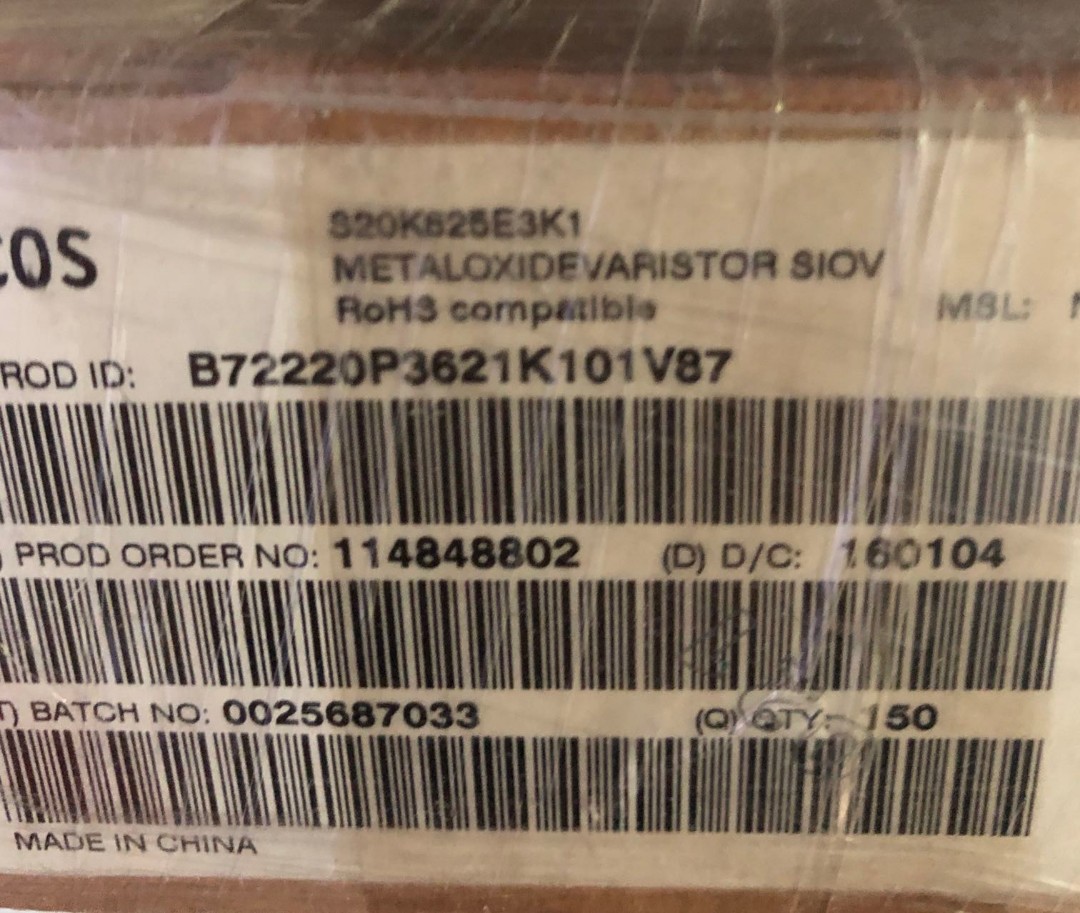 S20K625E3K1
COS
METALOXIDEVARISTOR SIOV
RoHS compatible
MSL:
ROD ID: B72220P3621K101V87
) PROD ORDER NO: 114848802 (D) D/C: 160104
T) BATCH NO: 0025687033 (Q) QTY: 150
MADE IN CHINA